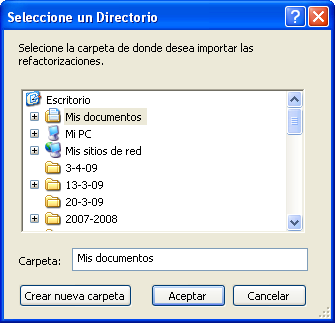 Seleccione un Directorio
Selecione la carpeta de donde desea importar las
refactorizaciones.
Escritorio
Mis documentos
Mi PC
Mis sitios de red
3-4-09
13-3-09
20-3-09
2007-2008
Carpeta:
Mis documentos
Crear nueva carpeta
Aceptar
Cancelar